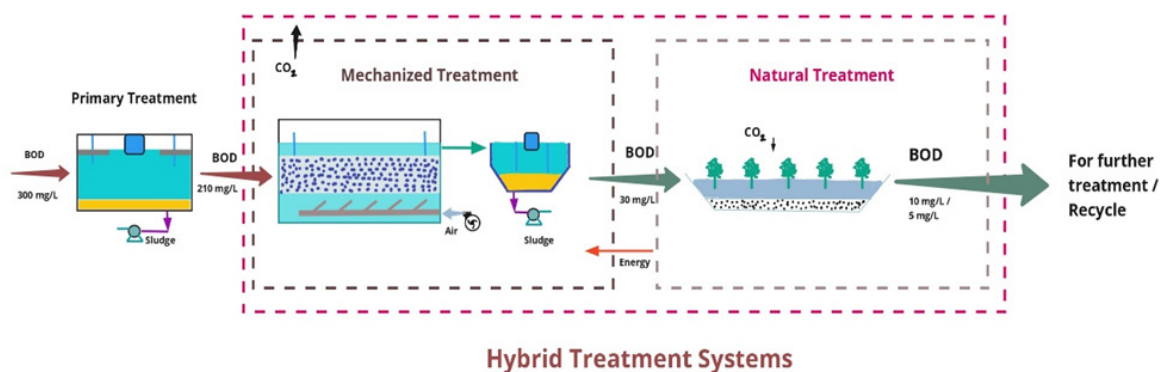 CO2
Mechanized Treatment
Natural Treatment
Primary Treatment
BOD
300 mg/L
BOD
210 mg/L
Sludge
Air
Sludge
BOD
30 mg/L
Energy
CO2
BOD
10 mg/L /
5 mg/L
For further
treatment /
Recycle
Hybrid Treatment Systems